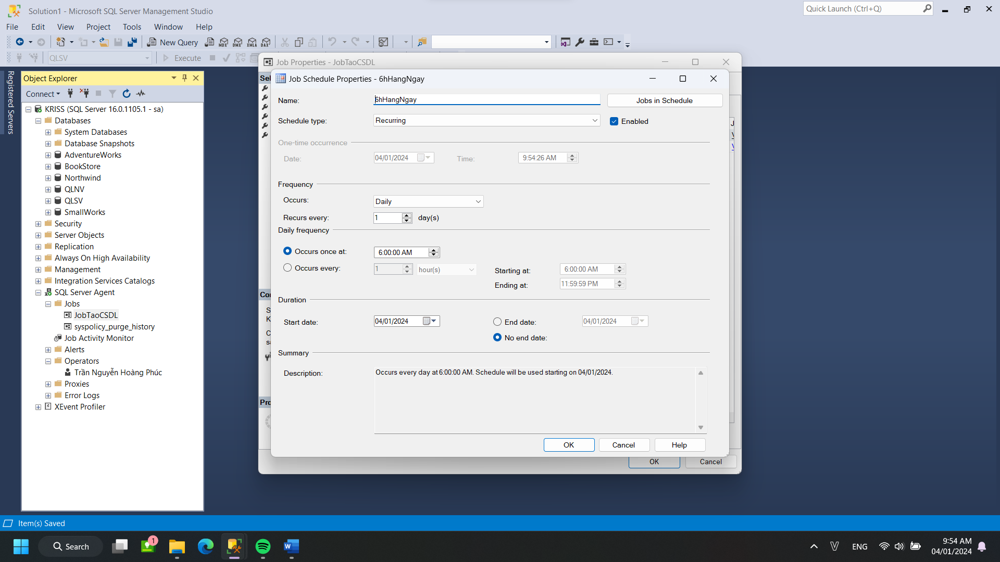 Solution1 - Microsoft SQL Server Management Studio
Quick Launch (Ctrl+Q)
File Edit View Project Tools Window Help
New Query MDX DMX XMLA DAX
QLSV Execute
Registered Servers
Object Explorer
Connect
KRISS (SQL Server 16.0.1105.1 - sa)
Databases
System Databases
Database Snapshots
AdventureWorks
BookStore
Northwind
QLNV
QLSV
SmallWorks
Security
Server Objects
Replication
Always On High Availability
Management
Integration Services Catalogs
SQL Server Agent
Jobs
JobTaoCSDL
syspolicy_purge_history
Job Activity Monitor
Alerts
Operators
Trần Nguyễn Hoàng Phúc
Proxies
Error Logs
XEvent Profiler
Job Properties - JobTaoCSDL
Job Schedule Properties - 6hHangNgay
Name: 6hHangNgay Jobs in Schedule
Schedule type: Recurring Enabled
One-time occurrence
Date: 04/01/2024 Time: 9:54:26 AM
Frequency
Occurs: Daily
Recurs every: 1 day(s)
Daily frequency
Occurs once at: 6:00:00 AM
Occurs every: 1 hour(s) Starting at: 6:00:00 AM
Ending at: 11:59:59 PM
Duration
Start date: 04/01/2024 End date: 04/01/2024
No end date:
Summary
Description: Occurs every day at 6:00:00 AM. Schedule will be used starting on 04/01/2024.
OK Cancel Help
OK Cancel
Item(s) Saved
Search 1 ENG 9:54 AM
04/01/2024